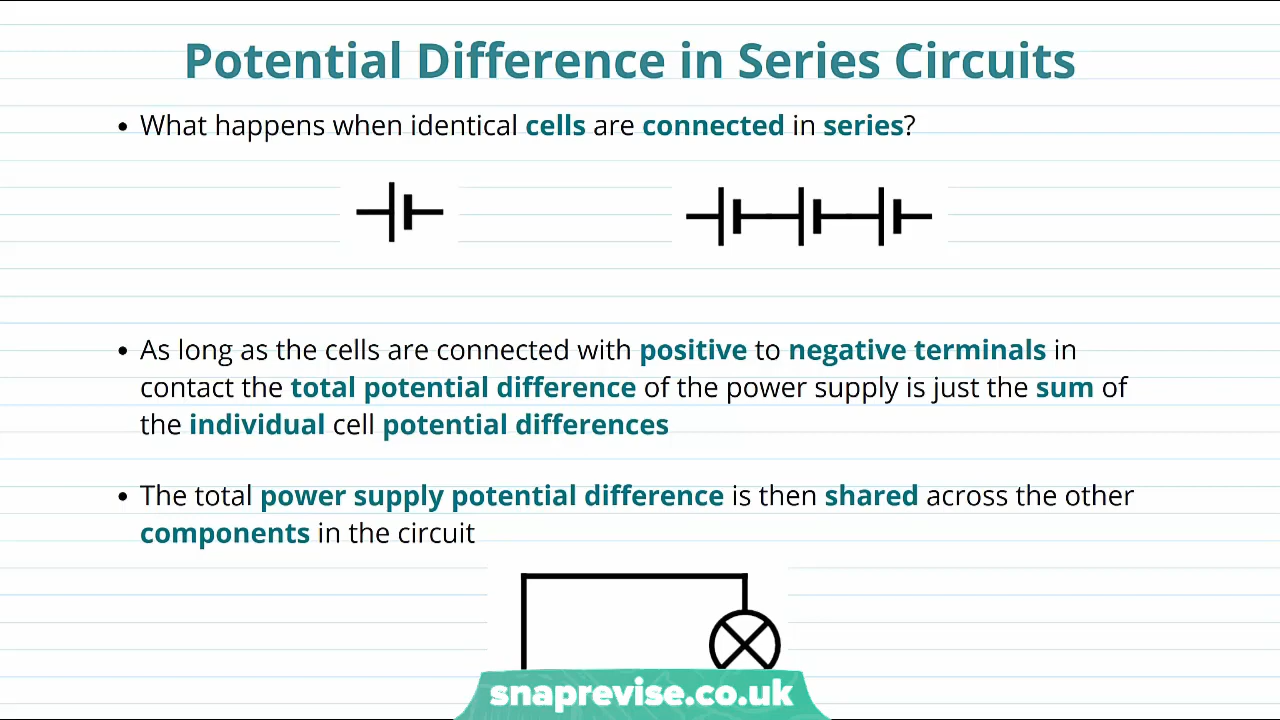 Potential Difference in Series Circuits
• What happens when identical cells are connected in series?
• As long as the cells are connected with positive to negative terminals in
contact the total potential difference of the power supply is just the sum of
the individual cell potential differences
• The total power supply potential difference is then shared across the other
components in the circuit
snaprevise.co.uk